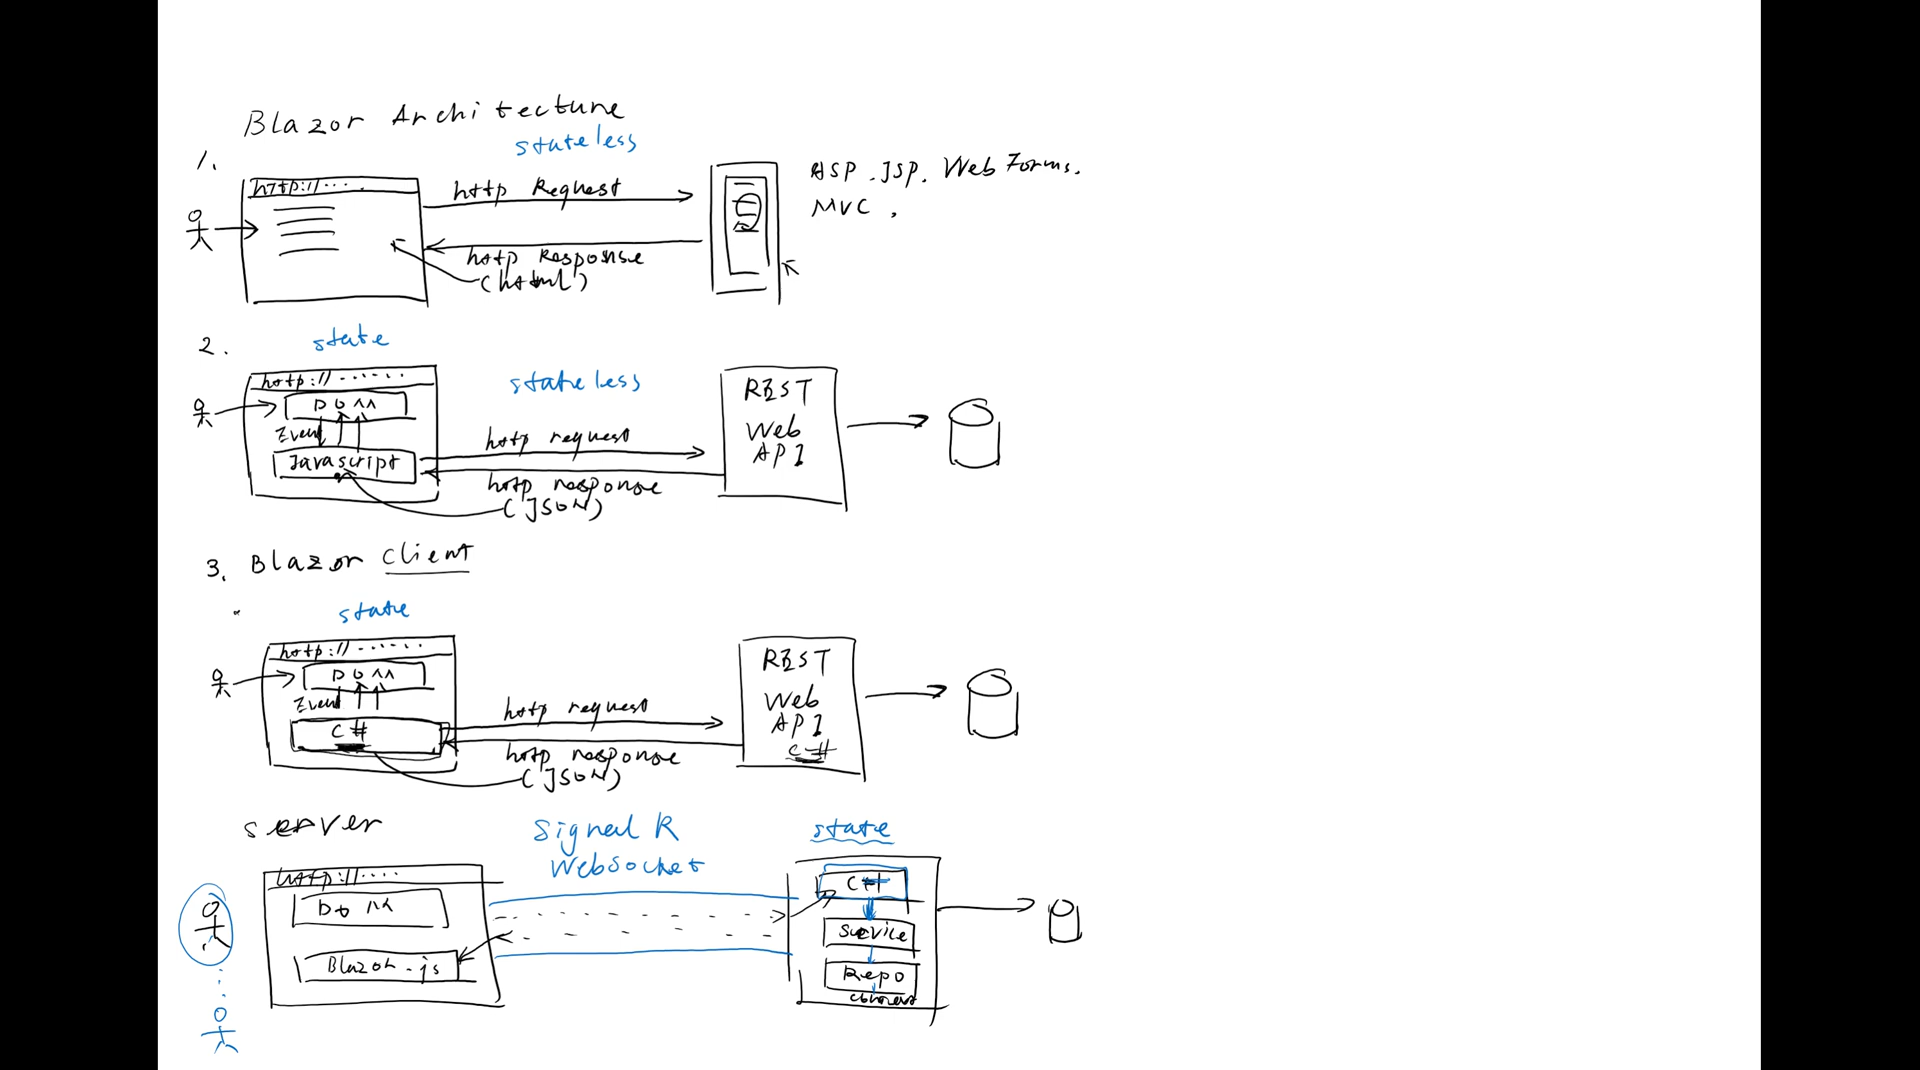 Blazor Architecture
stateless
1.
http://....
http Request
http Response
(html)
ASP. JSP. Web Forms.
MVC.
2.
state
http://......
DOM
Event
Javascript
stateless
http request
http response
(JSON)
REST
Web
API
3. Blazor Client
state
http://......
DOM
Event
C#
http request
http response
(JSON)
REST
Web
API
C#
Server
http://....
DOM
Blazor.js
Signal R
WebSocket
state
C#
Service
Repo